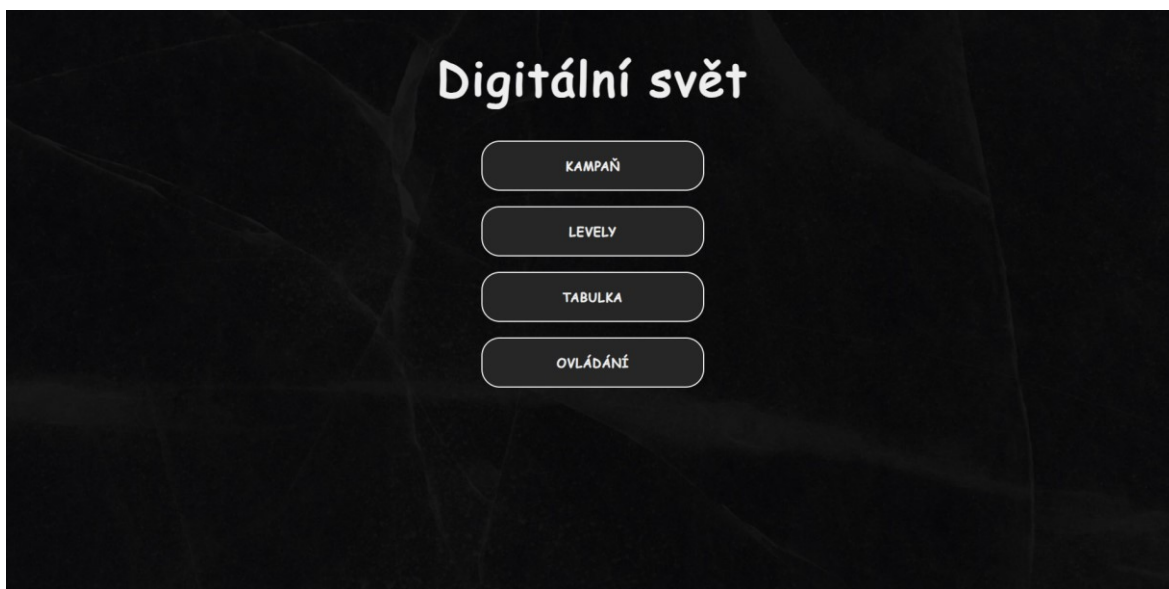 Digitální svět
KAMPAŇ
LEVELY
TABULKA
OVLÁDÁNÍ